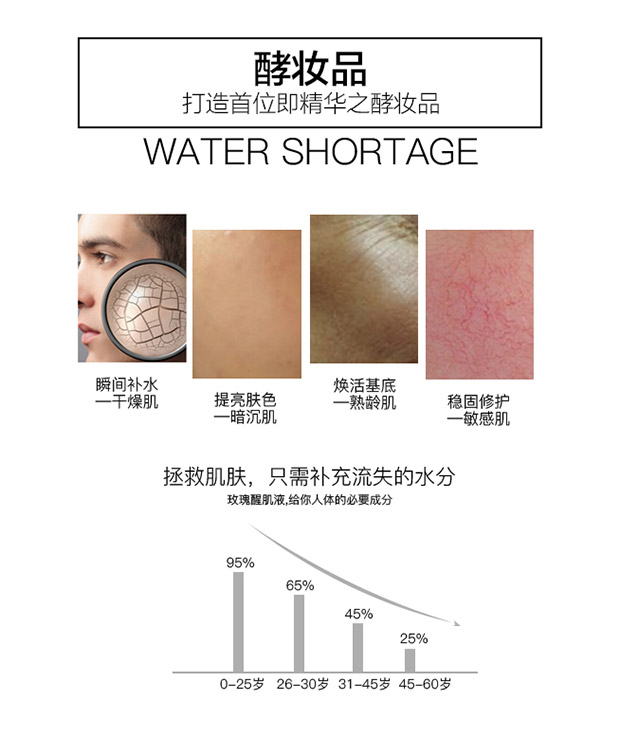 酵妆品
打造首位即精华之酵妆品
WATER SHORTAGE
瞬间补水
—干燥肌
提亮肤色
—暗沉肌
焕活基底
—熟龄肌
稳固修护
—敏感肌
拯救肌肤，只需补充流失的水分
玫瑰醒肌液,给你人体的必要成分
95%
65%
45%
25%
0-25岁 26-30岁 31-45岁 45-60岁